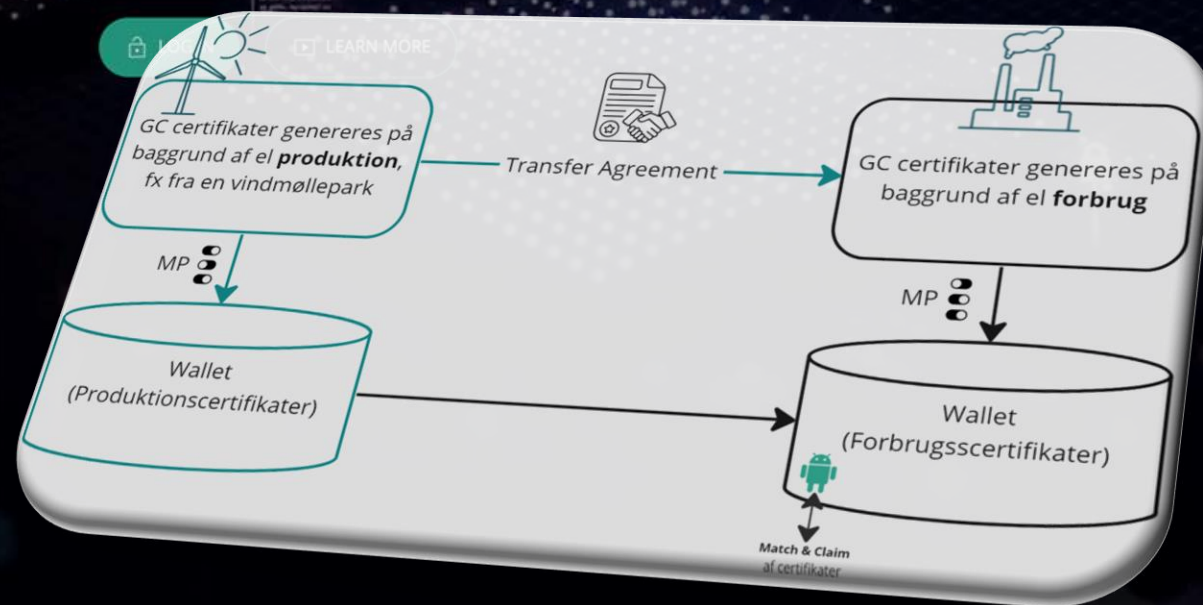 LEARN MORE
GC certifikater genereres på
baggrund af el produktion,
fx fra en vindmøllepark
Transfer Agreement
GC certifikater genereres på
baggrund af el forbrug
MP
MP
Wallet
(Produktionscertifikater)
Wallet
(Forbrugsscertifikater)
Match & Claim
af certifikater